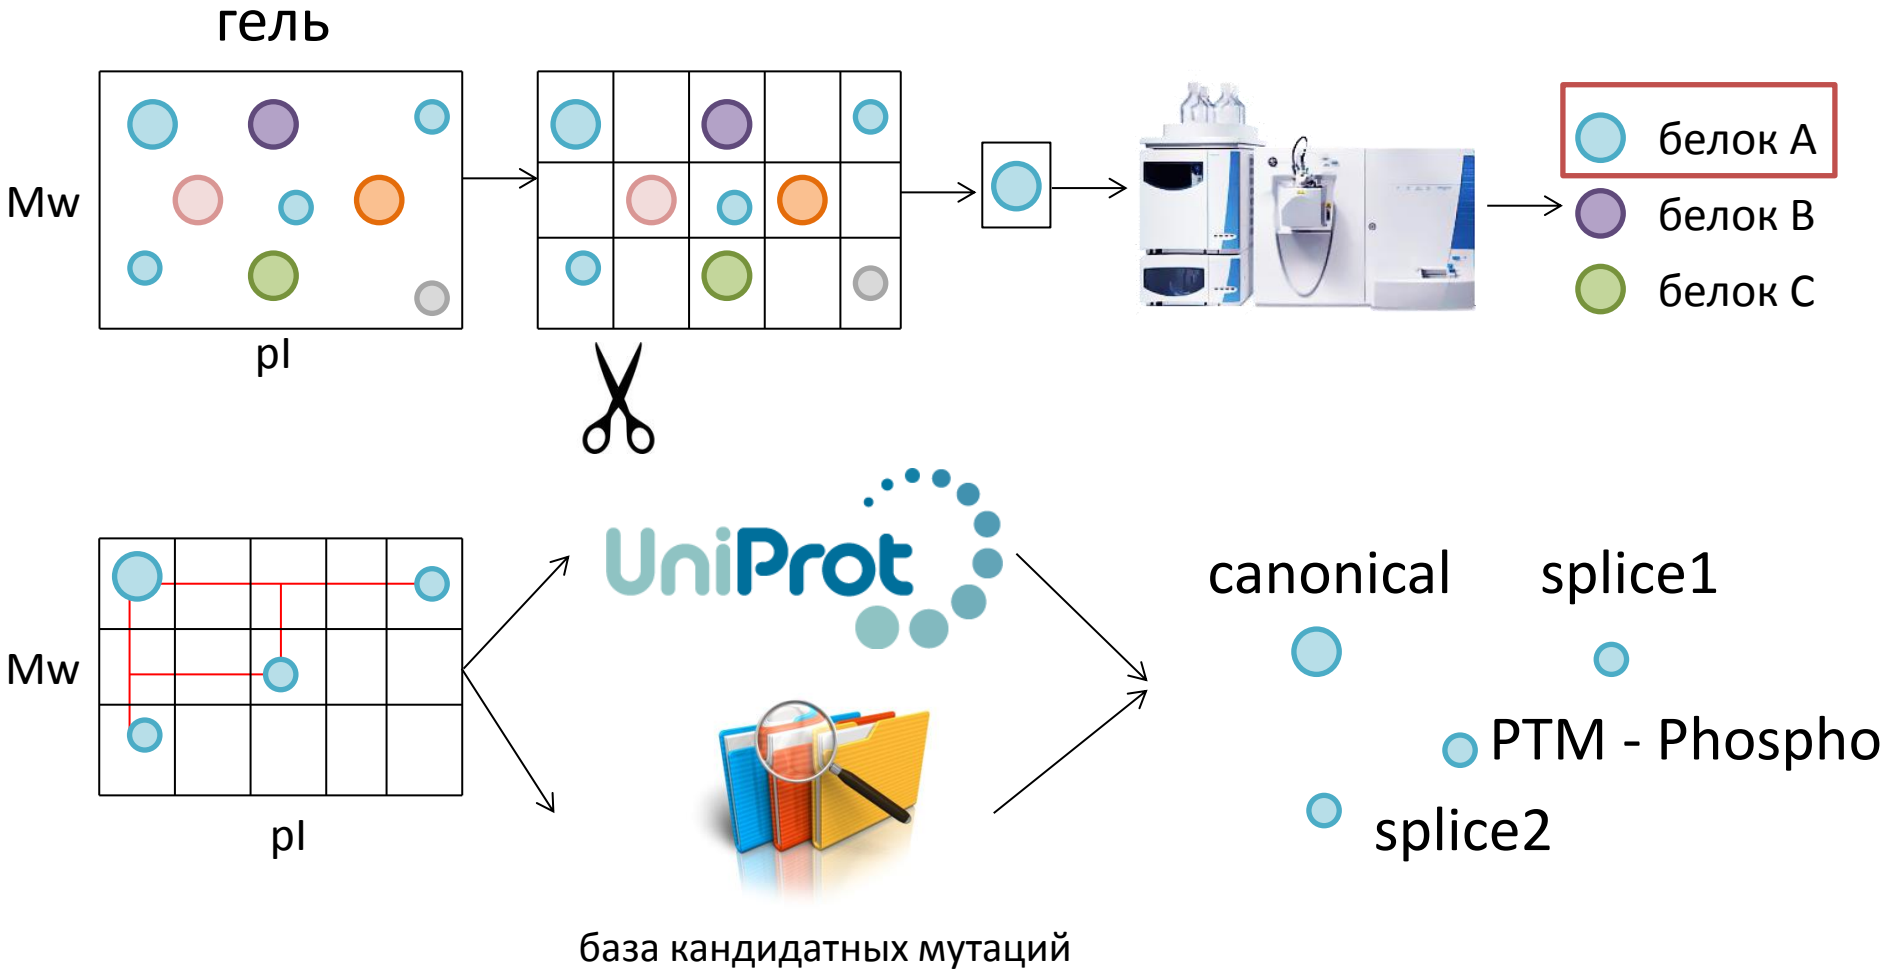 гель
Mw
pI
белок A
белок B
белок C
UniProt
Mw
pI
canonical
splice1
PTM - Phospho
splice2
база кандидатных мутаций